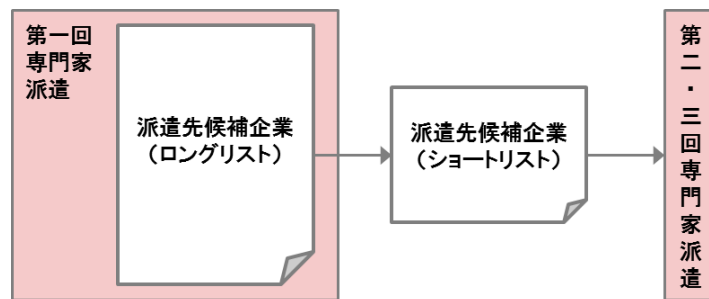 第一回
専門家
派遣
派遣先候補企業
（ロングリスト）
派遣先候補企業
（ショートリスト）
第二・三回専門家派遣